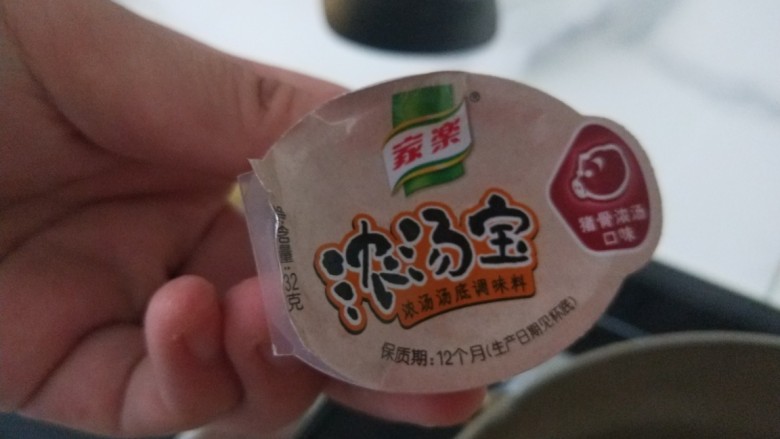 家樂®
浓汤宝
浓汤汤底调味料
猪骨浓汤
口味
净含量:32克
保质期:12个月(生产日期见杯底)